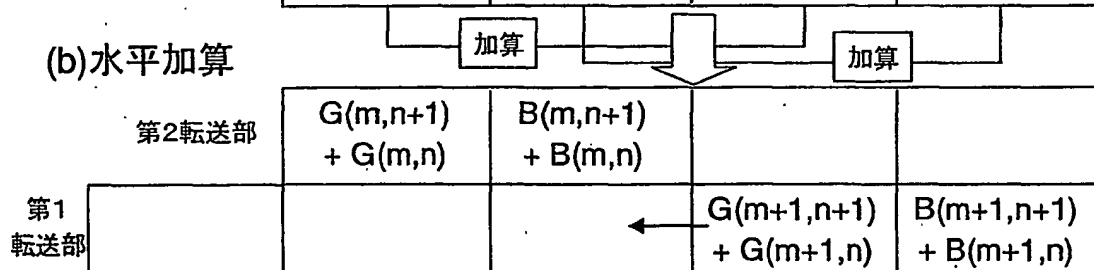 加算
加算
(b)水平加算
第2転送部
G(m,n+1)
+ G(m,n)
B(m,n+1)
+ B(m,n)
第1
転送部
G(m+1,n+1)
+ G(m+1,n)
B(m+1,n+1)
+ B(m+1,n)